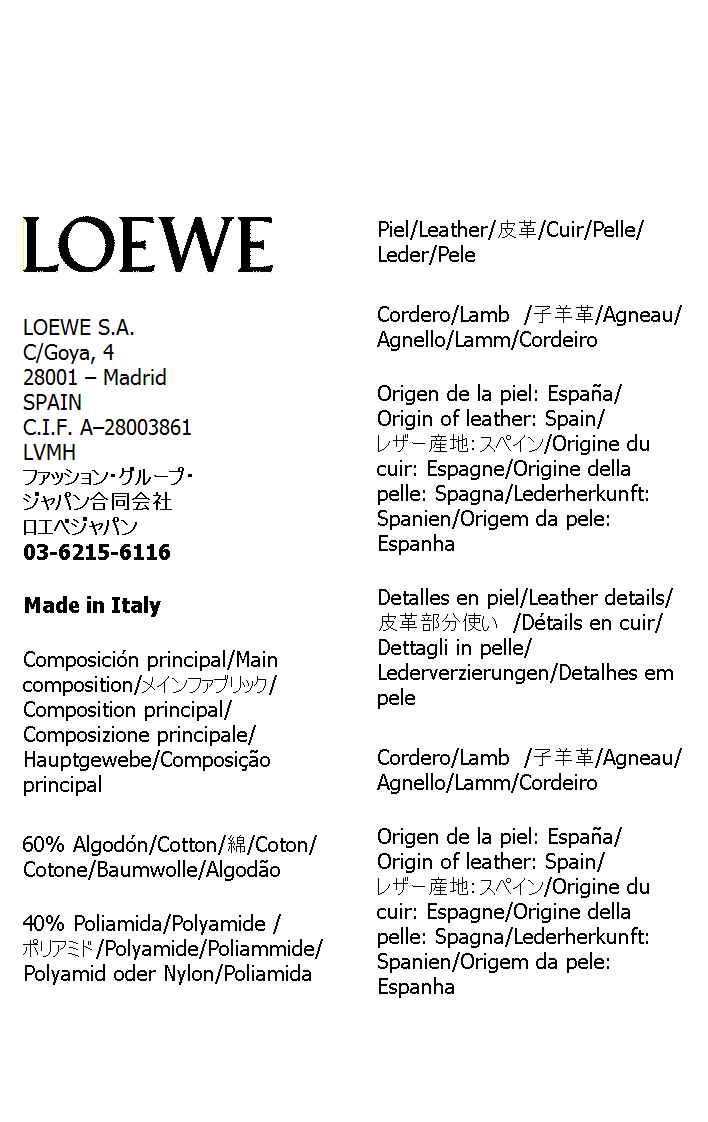 LOEWE
LOEWE S.A.
C/Goya, 4
28001 – Madrid
SPAIN
C.I.F. A–28003861
LVMH
ファッション・グループ・
ジャパン合同会社
ロエベジャパン
03-6215-6116
Made in Italy
Composición principal/Main
composition/メインファブリック/
Composition principal/
Composizione principale/
Hauptgewebe/Composição
principal
60% Algodón/Cotton/綿/Coton/
Cotone/Baumwolle/Algodão
40% Poliamida/Polyamide /
ポリアミド/Polyamide/Poliammide/
Polyamid oder Nylon/Poliamida
Piel/Leather/皮革/Cuir/Pelle/
Leder/Pele
Cordero/Lamb /子羊革/Agneau/
Agnello/Lamm/Cordeiro
Origen de la piel: España/
Origin of leather: Spain/
レザー産地：スペイン/Origine du
cuir: Espagne/Origine della
pelle: Spagna/Lederherkunft:
Spanien/Origem da pele:
Espanha
Detalles en piel/Leather details/
皮革部分使い /Détails en cuir/
Dettagli in pelle/
Lederverzierungen/Detalhes em
pele
Cordero/Lamb /子羊革/Agneau/
Agnello/Lamm/Cordeiro
Origen de la piel: España/
Origin of leather: Spain/
レザー産地：スペイン/Origine du
cuir: Espagne/Origine della
pelle: Spagna/Lederherkunft:
Spanien/Origem da pele:
Espanha